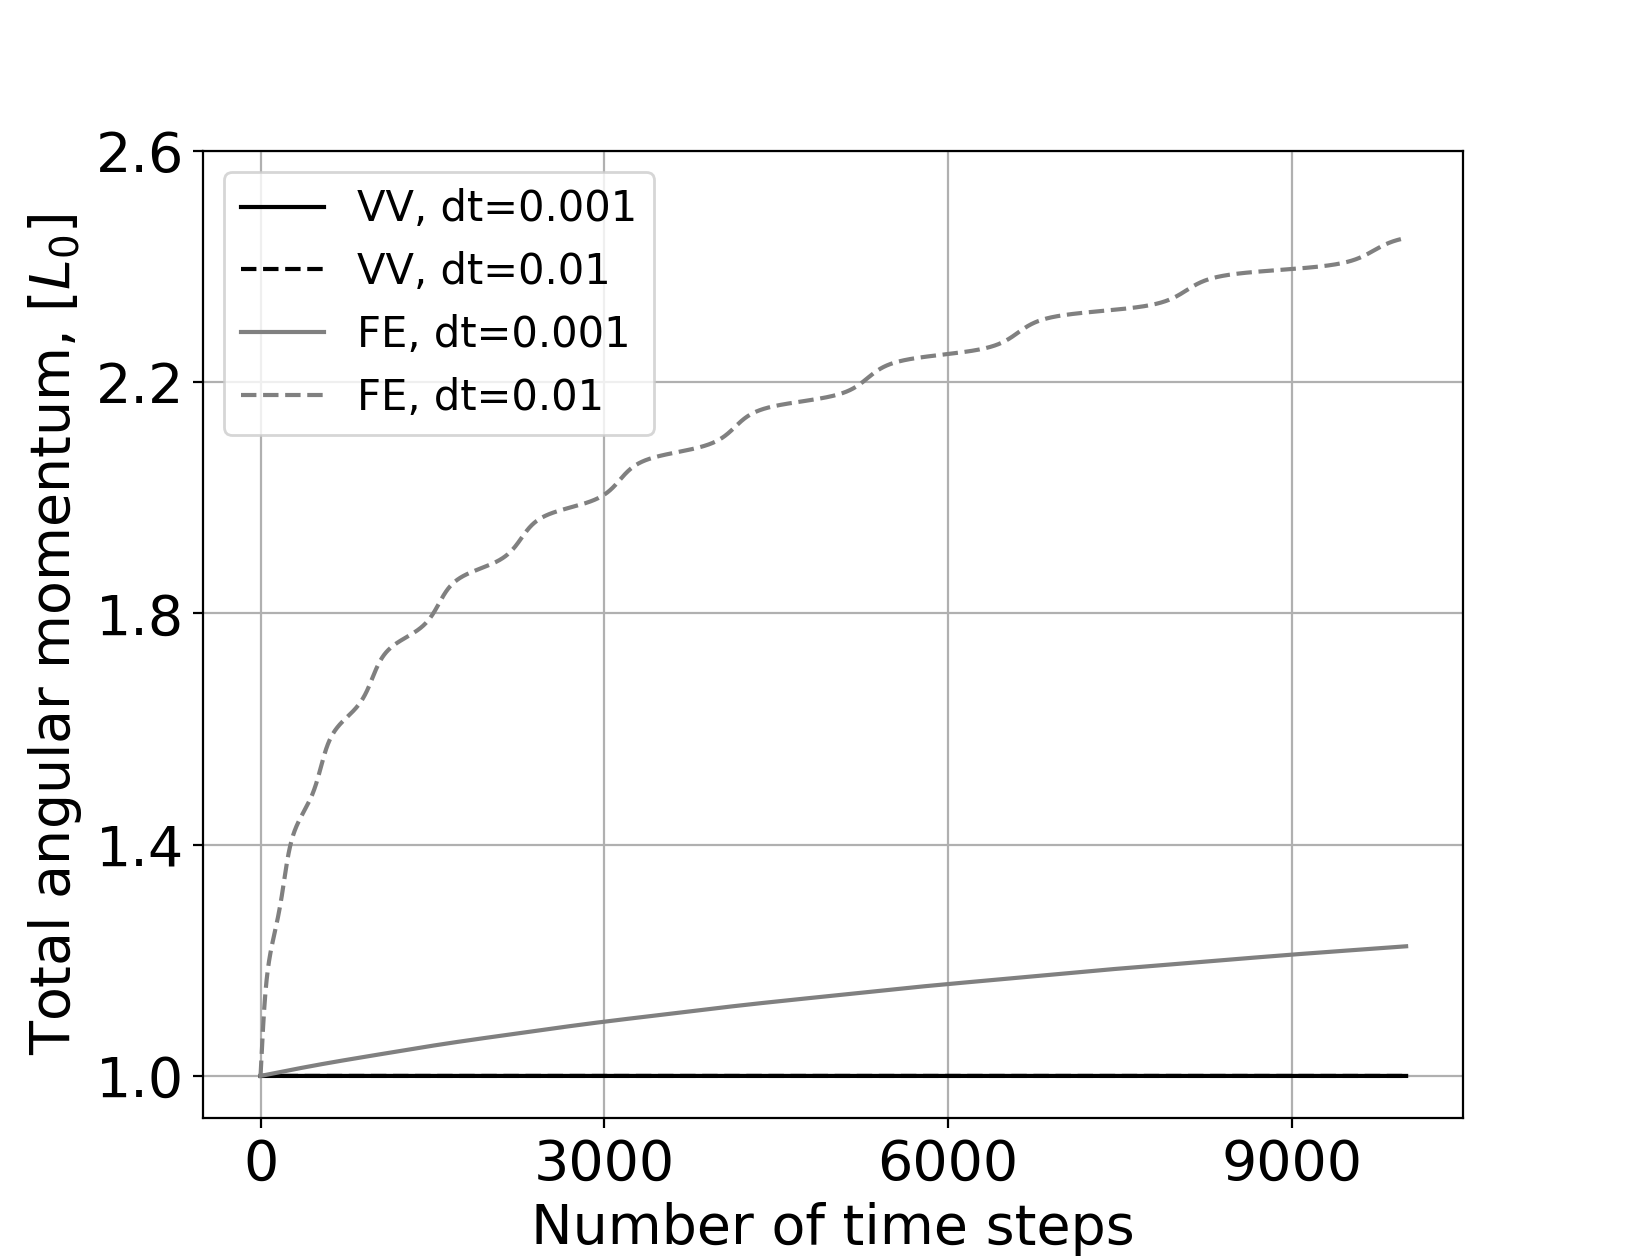 2.6
2.2
1.8
1.4
1.0
Total angular momentum, [L₀]
VV, dt=0.001
VV, dt=0.01
FE, dt=0.001
FE, dt=0.01
0 3000 6000 9000
Number of time steps